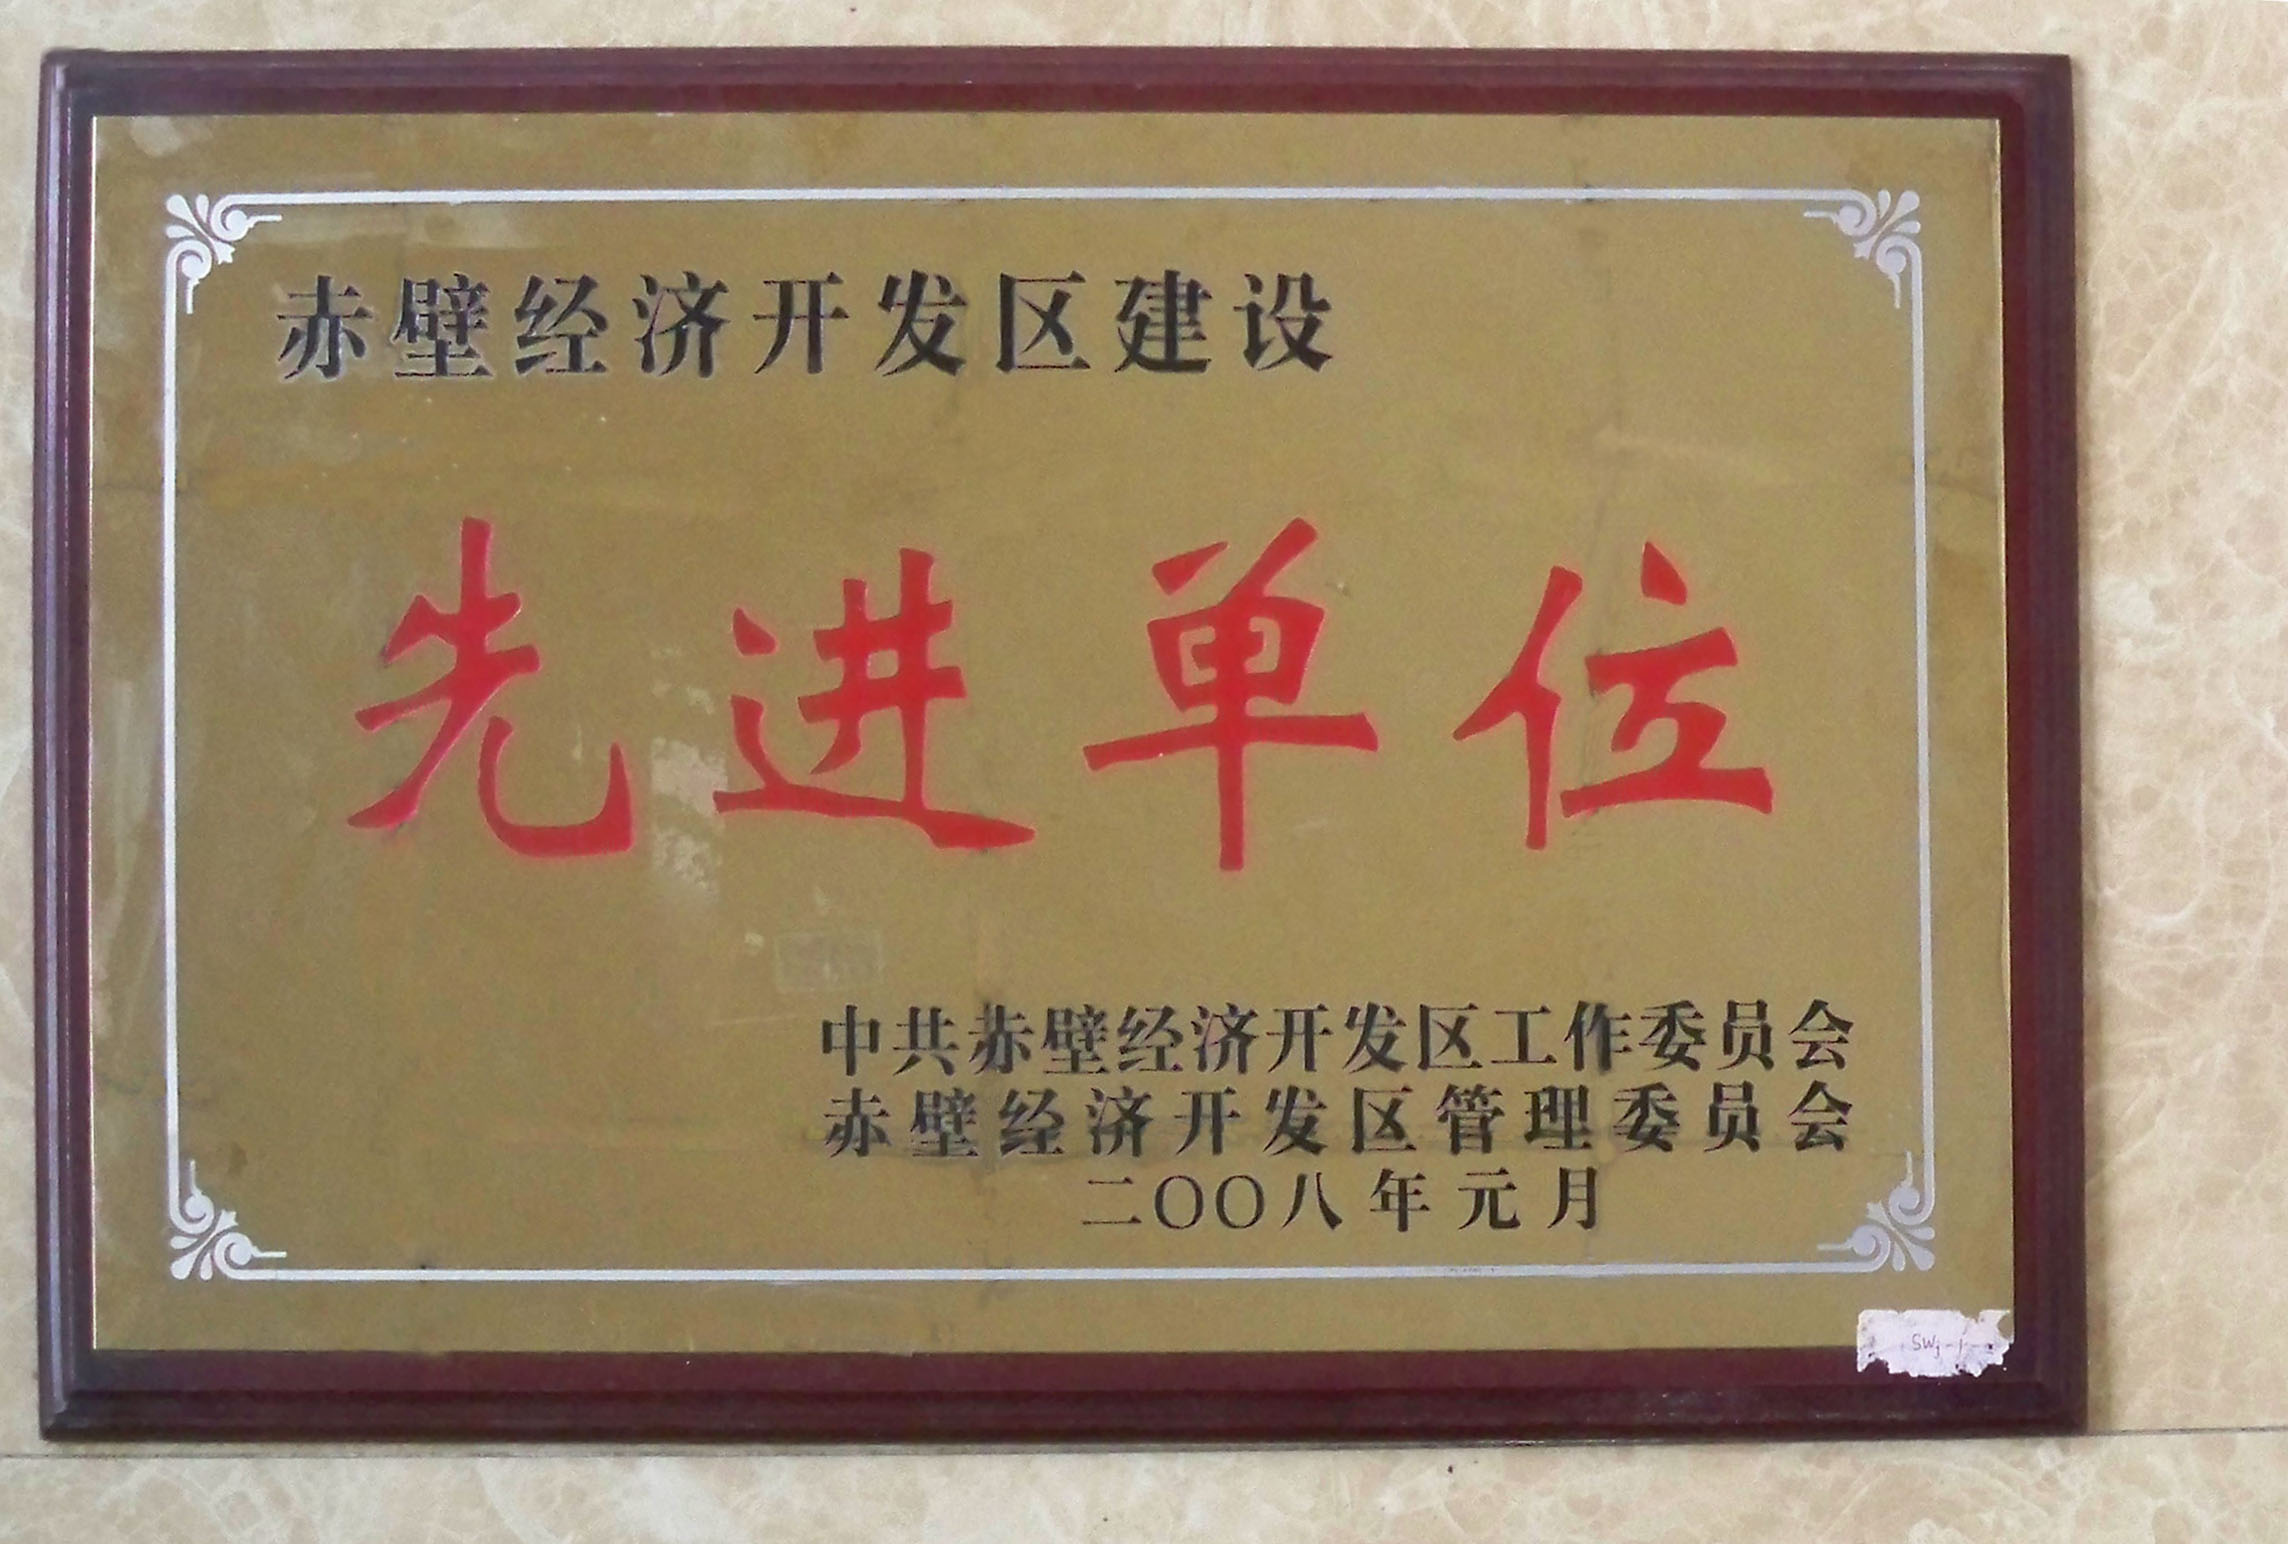 赤壁经济开发区建设
先进单位
中共赤壁经济开发区工作委员会
赤壁经济开发区管理委员会
二〇〇八年元月